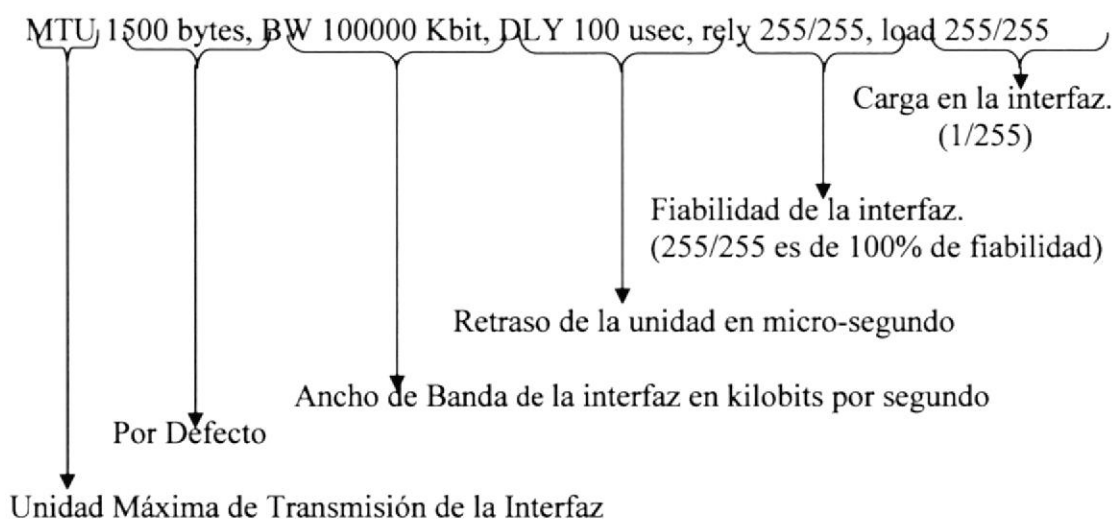 MTU 1500 bytes, BW 100000 Kbit, DLY 100 usec, rely 255/255, load 255/255
Carga en la interfaz.
(1/255)
Fiabilidad de la interfaz.
(255/255 es de 100% de fiabilidad)
Retraso de la unidad en micro-segundo
Ancho de Banda de la interfaz en kilobits por segundo
Por Defecto
Unidad Máxima de Transmisión de la Interfaz